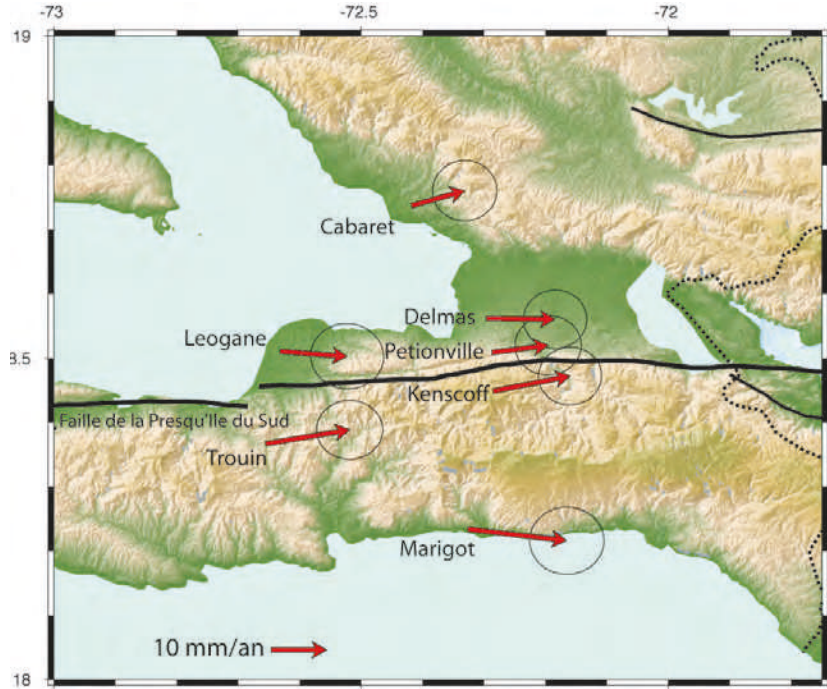 -73 -72.5 -72
19
Cabaret
Delmas
Leogane
Petionville
8.5
Kenscoff
Faille de la Presqu'Ile du Sud
Trouin
Marigot
10 mm/an
18